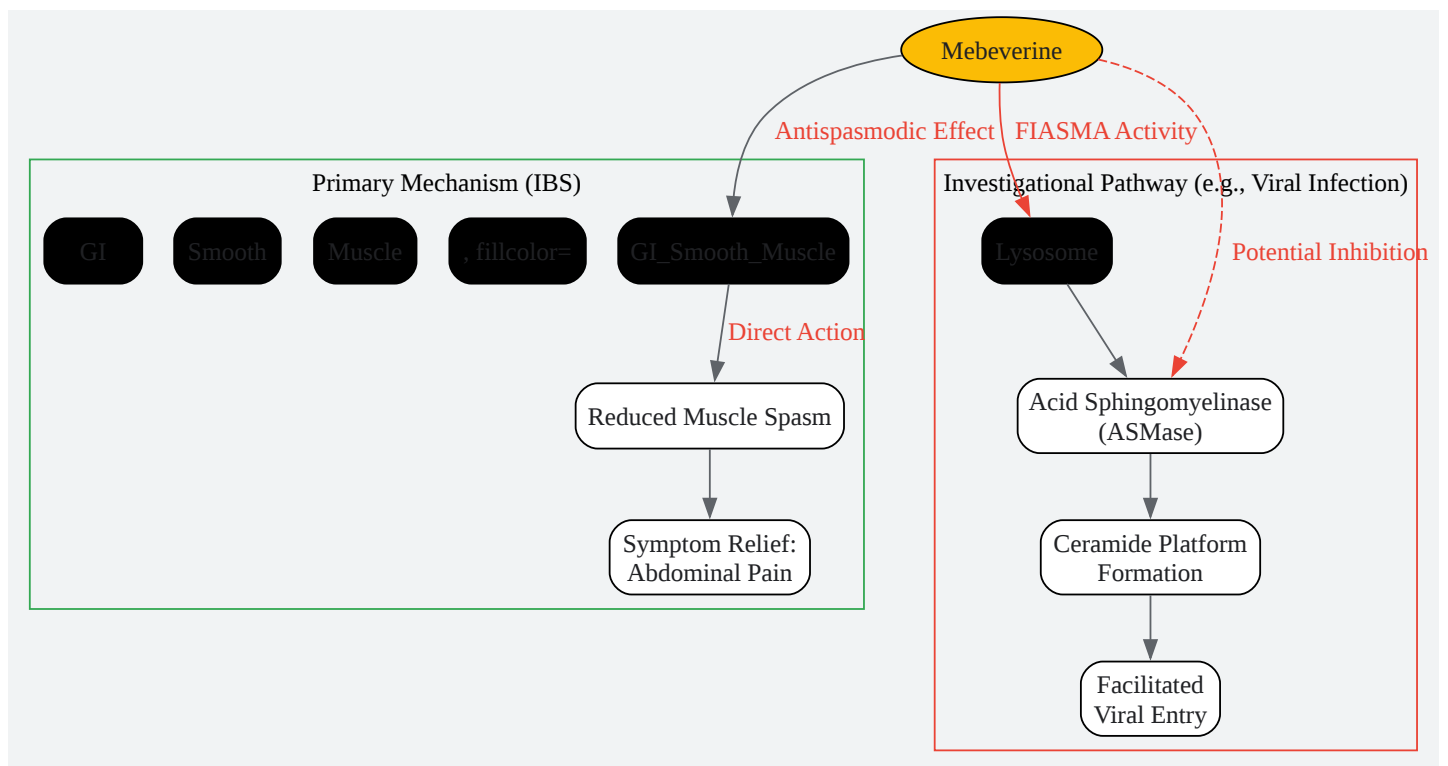 Mebeverine
Antispasmodic Effect
FIASMA Activity
Primary Mechanism (IBS)
Investigational Pathway (e.g., Viral Infection)
GI
Smooth
Muscle
, fillcolor=
GI_Smooth_Muscle
Lysosome
Potential Inhibition
Direct Action
Reduced Muscle Spasm
Acid Sphingomyelinase
(ASMase)
Symptom Relief:
Abdominal Pain
Ceramide Platform
Formation
Facilitated
Viral Entry